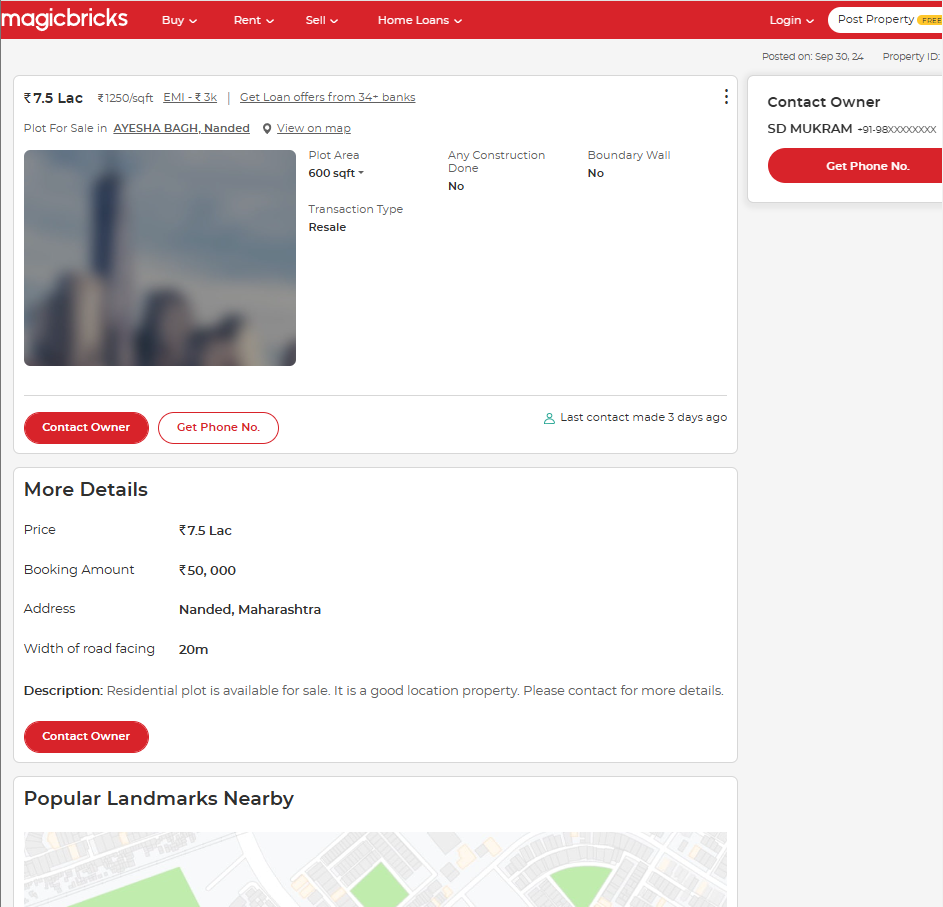 magicbricks Buy Rent Sell Home Loans Login Post Property FREE
Posted on: Sep 30, 24 Property ID:
₹7.5 Lac ₹1250/sqft EMI - ₹ 3k | Get Loan offers from 34+ banks
Plot For Sale in AYESHA BAGH, Nanded View on map
Plot Area
600 sqft
Any Construction
Done
No
Boundary Wall
No
Transaction Type
Resale
Contact Owner Get Phone No. Last contact made 3 days ago
Contact Owner
SD MUKRAM +91-98XXXXXXXX
Get Phone No.
More Details
Price ₹7.5 Lac
Booking Amount ₹50, 000
Address Nanded, Maharashtra
Width of road facing 20m
Description: Residential plot is available for sale. It is a good location property. Please contact for more details.
Contact Owner
Popular Landmarks Nearby